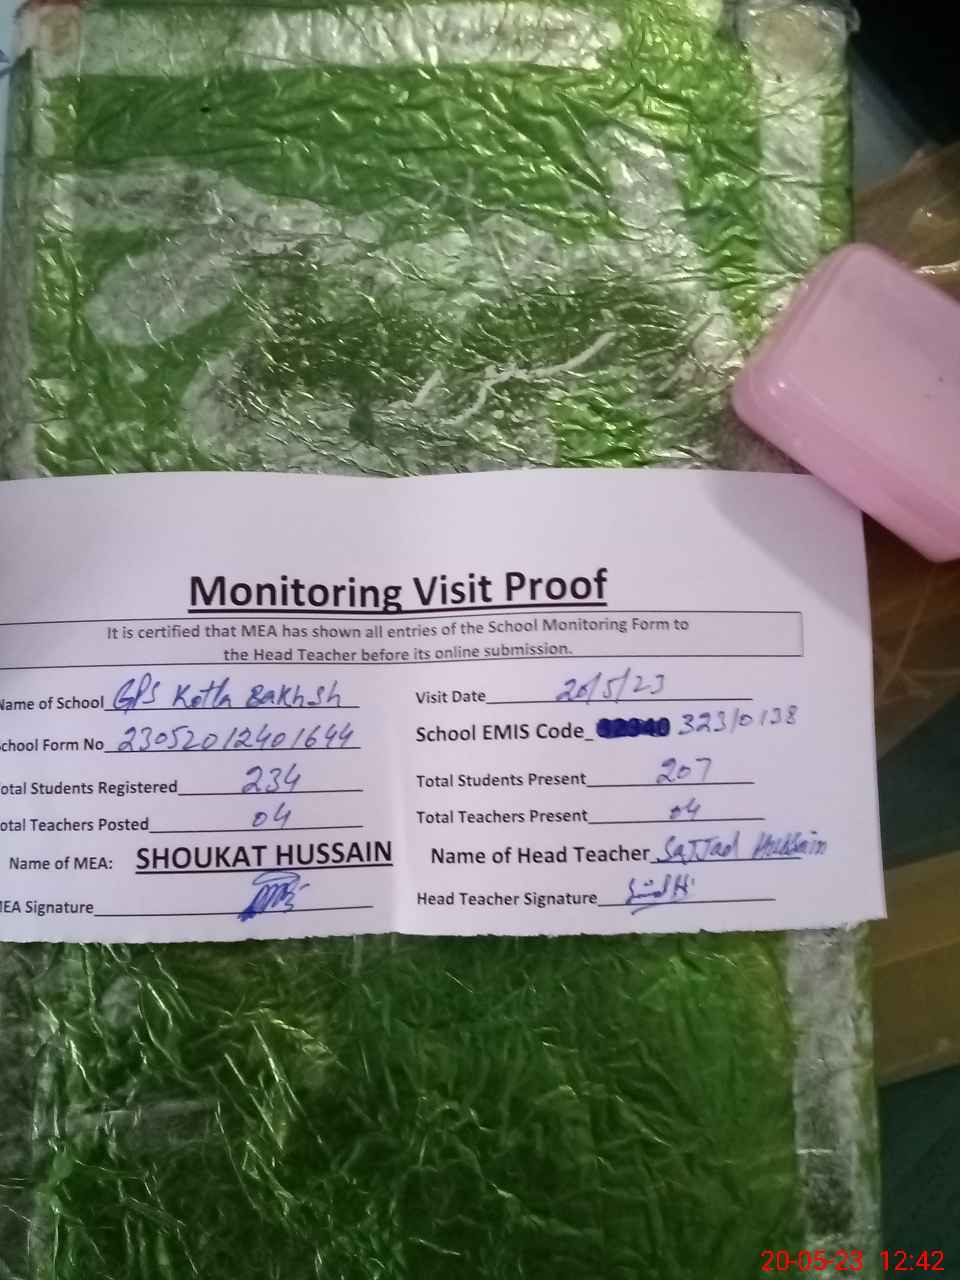 Monitoring Visit Proof
It is certified that MEA has shown all entries of the School Monitoring Form to
the Head Teacher before its online submission.
Name of School GPS Kotla Bakhsh Visit Date 20/5/23
School Form No 23052012401644 School EMIS Code 32310138
Total Students Registered 234 Total Students Present 207
Total Teachers Posted 04 Total Teachers Present 04
Name of MEA: SHOUKAT HUSSAIN Name of Head Teacher Sajjad Hussain
MEA Signature Head Teacher Signature
20-05-23 12:42